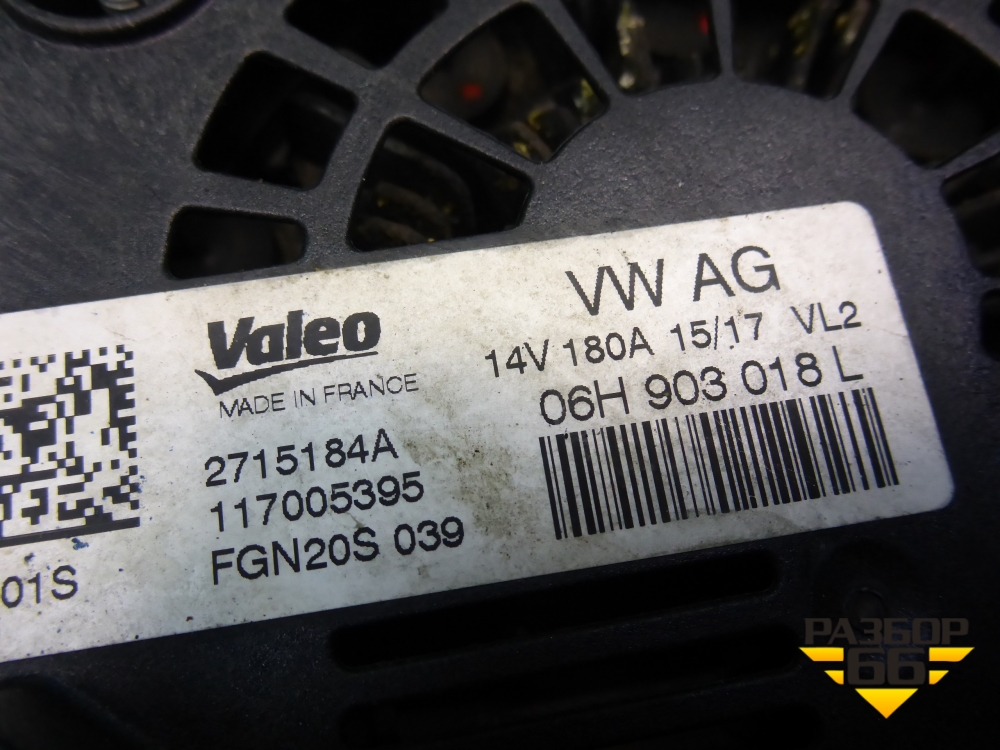 VW AG
Valeo
14V 180A 15/17 VL2
MADE IN FRANCE
06H 903 018 L
2715184A
117005395
FGN20S 039
01S
РАЗБОР
66